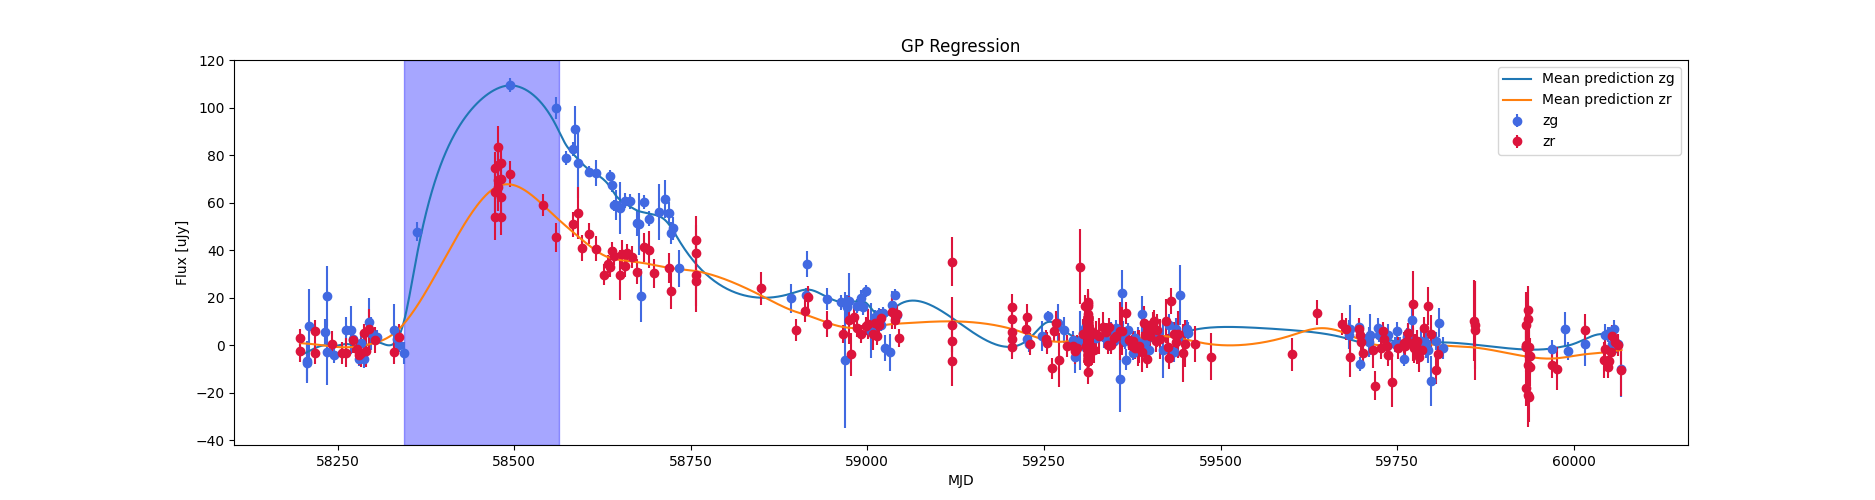 GP Regression
120
100
80
60
40
20
0
−20
−40
Flux [uJy]
58250
58500
58750
59000
59250
59500
59750
60000
MJD
Mean prediction zg
Mean prediction zr
zg
zr